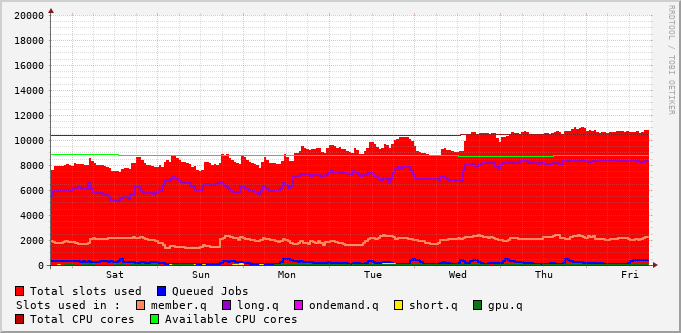 20000
18000
16000
14000
12000
10000
8000
6000
4000
2000
0
Sat Sun Mon Tue Wed Thu Fri
RRDTOOL / TOBI OETIKER
Total slots used Queued Jobs
Slots used in : member.q long.q ondemand.q short.q gpu.q
Total CPU cores Available CPU cores